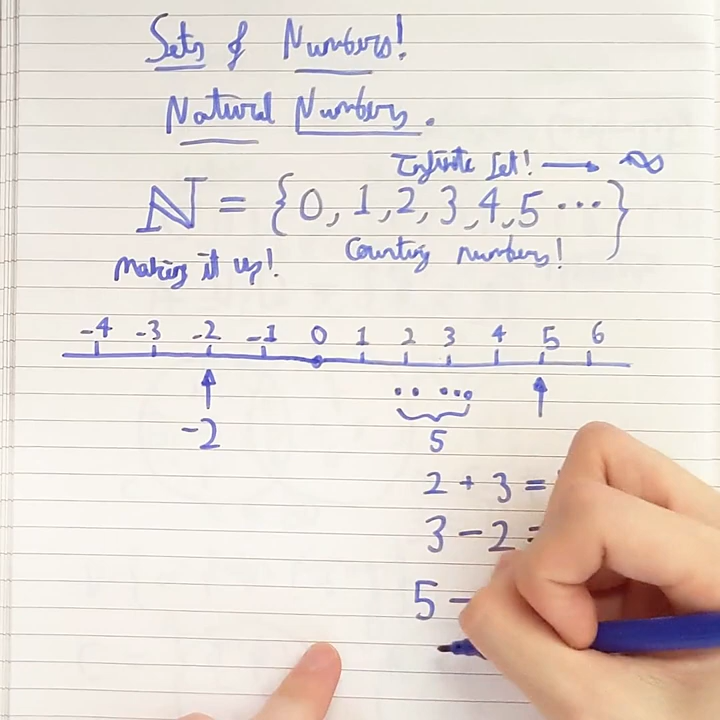 Sets of Numbers!
Natural Numbers.
Infinite Set! → ∞
ℕ = {0, 1, 2, 3, 4, 5 ... }
Making it up! Counting numbers!
-4 -3 -2 -1 0 1 2 3 4 5 6
-2
5
2 + 3 =
3 - 2 =
5 -